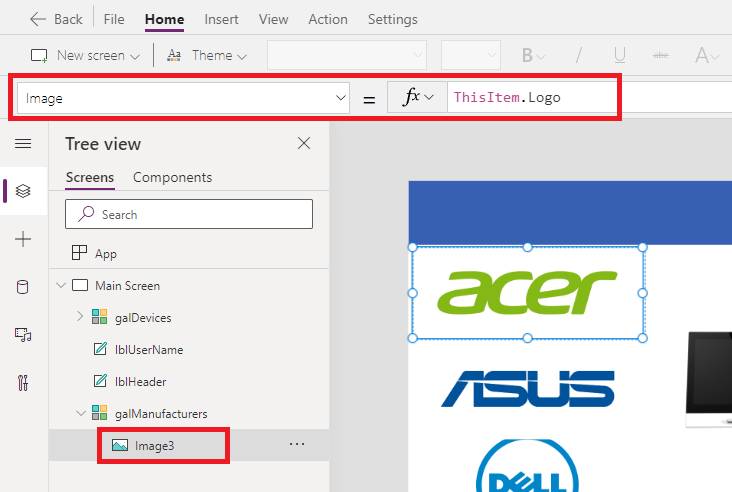 Back File Home Insert View Action Settings
New screen Theme B / U abc A
Image = fx ThisItem.Logo
Tree view
Screens Components
Search
App
Main Screen
galDevices
lblUserName
lblHeader
galManufacturers
Image3 ...
acer
ASUS
DELL